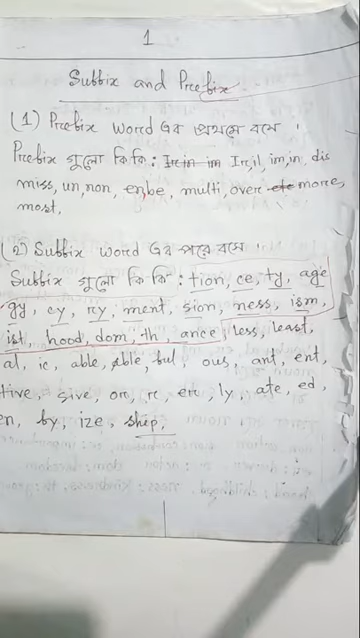 1
Suffix and Prefix
(1) Prefix word এর প্রথমে বসে।
Prefix গুলো কি কি : Ir,il, im,in, dis
miss, un, non, en,be, multi, over more,
most,
(২) Suffix word এর পরে বসে
Suffix গুলো কি কি : tion, ce, ty, age
gy, cy, ry, ment, sion, ness, ism,
ist, hood, dom, th, ance, less, least,
al, ic, able, ible, ful, ous, ant, ent,
tive, sive, or, er, ly, ate, ed,
en, fy, ize, ship,